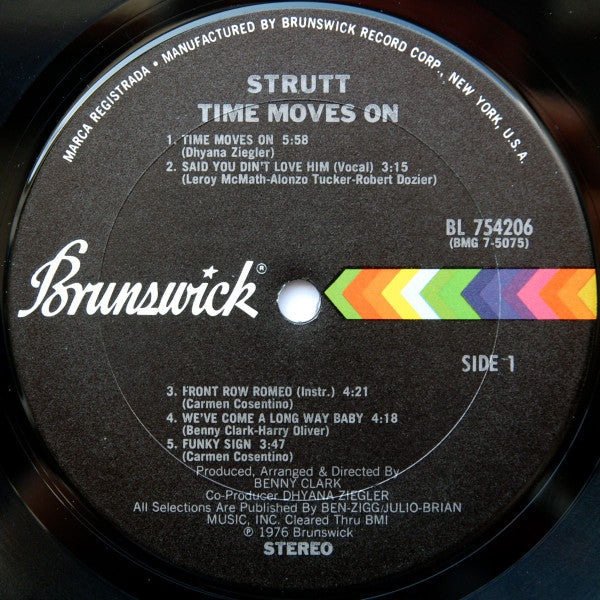 MARCA REGISTRADA • MANUFACTURED BY BRUNSWICK RECORD CORP., NEW YORK, U.S.A.
STRUTT
TIME MOVES ON
1. TIME MOVES ON 5:58
(Dhyana Ziegler)
2. SAID YOU DIN'T LOVE HIM (Vocal) 3:15
(Leroy McMath-Alonzo Tucker-Robert Dozier)
BL 754206
(BMG 7-5075)
Brunswick®
SIDE 1
3. FRONT ROW ROMEO (Instr.) 4:21
(Carmen Cosentino)
4. WE'VE COME A LONG WAY BABY 4:18
(Benny Clark-Harry Oliver)
5. FUNKY SIGN 3:47
(Carmen Cosentino)
Produced, Arranged & Directed By
BENNY CLARK
Co-Producer DHYANA ZIEGLER
All Selections Are Published By BEN-ZIGG/JULIO-BRIAN
MUSIC, INC. Cleared Thru BMI
℗ 1976 Brunswick
STEREO